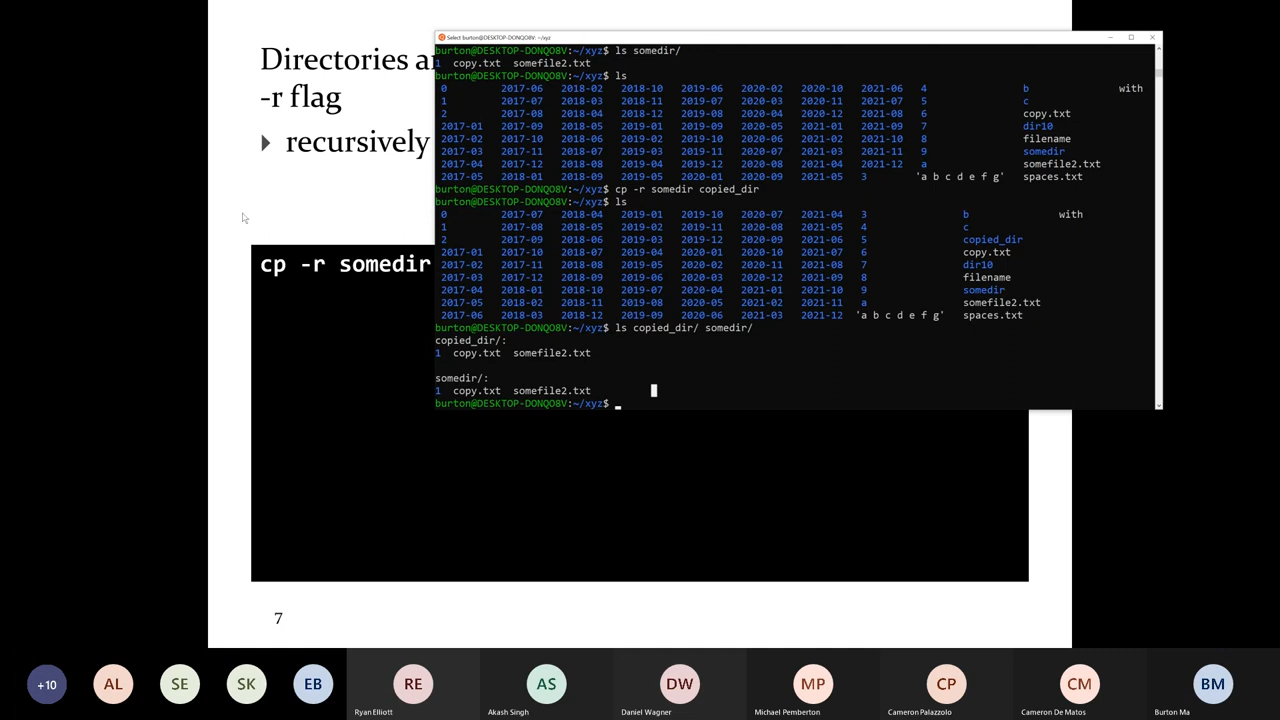 Directories a
-r flag
recursively
cp -r somedir
7
Select burton@DESKTOP-DONQO8V: ~/xyz
burton@DESKTOP-DONQO8V:~/xyz$ ls somedir/
1 copy.txt somefile2.txt
burton@DESKTOP-DONQO8V:~/xyz$ ls
0 2017-06 2018-02 2018-10 2019-06 2020-02 2020-10 2021-06 4 b with
1 2017-07 2018-03 2018-11 2019-07 2020-03 2020-11 2021-07 5 c
2 2017-08 2018-04 2018-12 2019-08 2020-04 2020-12 2021-08 6 copy.txt
2017-01 2017-09 2018-05 2019-01 2019-09 2020-05 2021-01 2021-09 7 dir10
2017-02 2017-10 2018-06 2019-02 2019-10 2020-06 2021-02 2021-10 8 filename
2017-03 2017-11 2018-07 2019-03 2019-11 2020-07 2021-03 2021-11 9 somedir
2017-04 2017-12 2018-08 2019-04 2019-12 2020-08 2021-04 2021-12 a somefile2.txt
2017-05 2018-01 2018-09 2019-05 2020-01 2020-09 2021-05 3 'a b c d e f g' spaces.txt
burton@DESKTOP-DONQO8V:~/xyz$ cp -r somedir copied_dir
burton@DESKTOP-DONQO8V:~/xyz$ ls
0 2017-07 2018-04 2019-01 2019-10 2020-07 2021-04 3 b with
1 2017-08 2018-05 2019-02 2019-11 2020-08 2021-05 4 c
2 2017-09 2018-06 2019-03 2019-12 2020-09 2021-06 5 copied_dir
2017-01 2017-10 2018-07 2019-04 2020-01 2020-10 2021-07 6 copy.txt
2017-02 2017-11 2018-08 2019-05 2020-02 2020-11 2021-08 7 dir10
2017-03 2017-12 2018-09 2019-06 2020-03 2020-12 2021-09 8 filename
2017-04 2018-01 2018-10 2019-07 2020-04 2021-01 2021-10 9 somedir
2017-05 2018-02 2018-11 2019-08 2020-05 2021-02 2021-11 a somefile2.txt
2017-06 2018-03 2018-12 2019-09 2020-06 2021-03 2021-12 'a b c d e f g' spaces.txt
burton@DESKTOP-DONQO8V:~/xyz$ ls copied_dir/ somedir/
copied_dir/:
1 copy.txt somefile2.txt
somedir/:
1 copy.txt somefile2.txt
burton@DESKTOP-DONQO8V:~/xyz$
+10 AL SE SK EB RE AS DW MP CP CM BM
Ryan Elliott Akash Singh Daniel Wagner Michael Pemberton Cameron Palazzolo Cameron De Matos Burton Ma